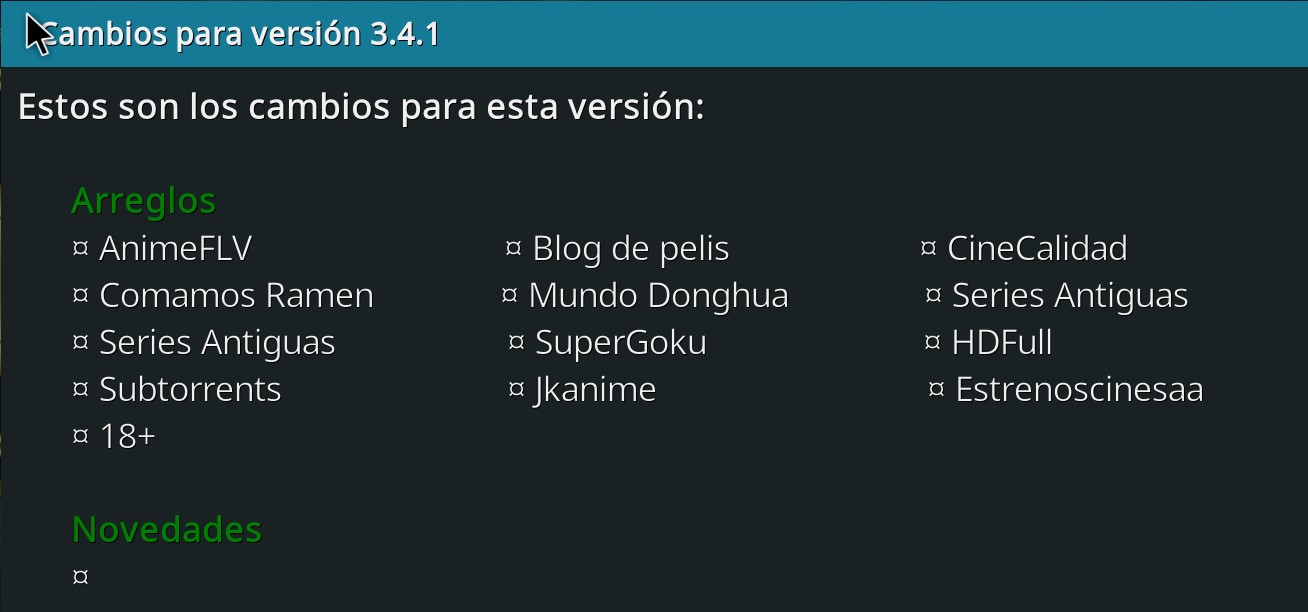 Cambios para versión 3.4.1
Estos son los cambios para esta versión:
Arreglos
¤ AnimeFLV ¤ Blog de pelis ¤ CineCalidad
¤ Comamos Ramen ¤ Mundo Donghua ¤ Series Antiguas
¤ Series Antiguas ¤ SuperGoku ¤ HDFull
¤ Subtorrents ¤ Jkanime ¤ Estrenoscinesaa
¤ 18+
Novedades
¤